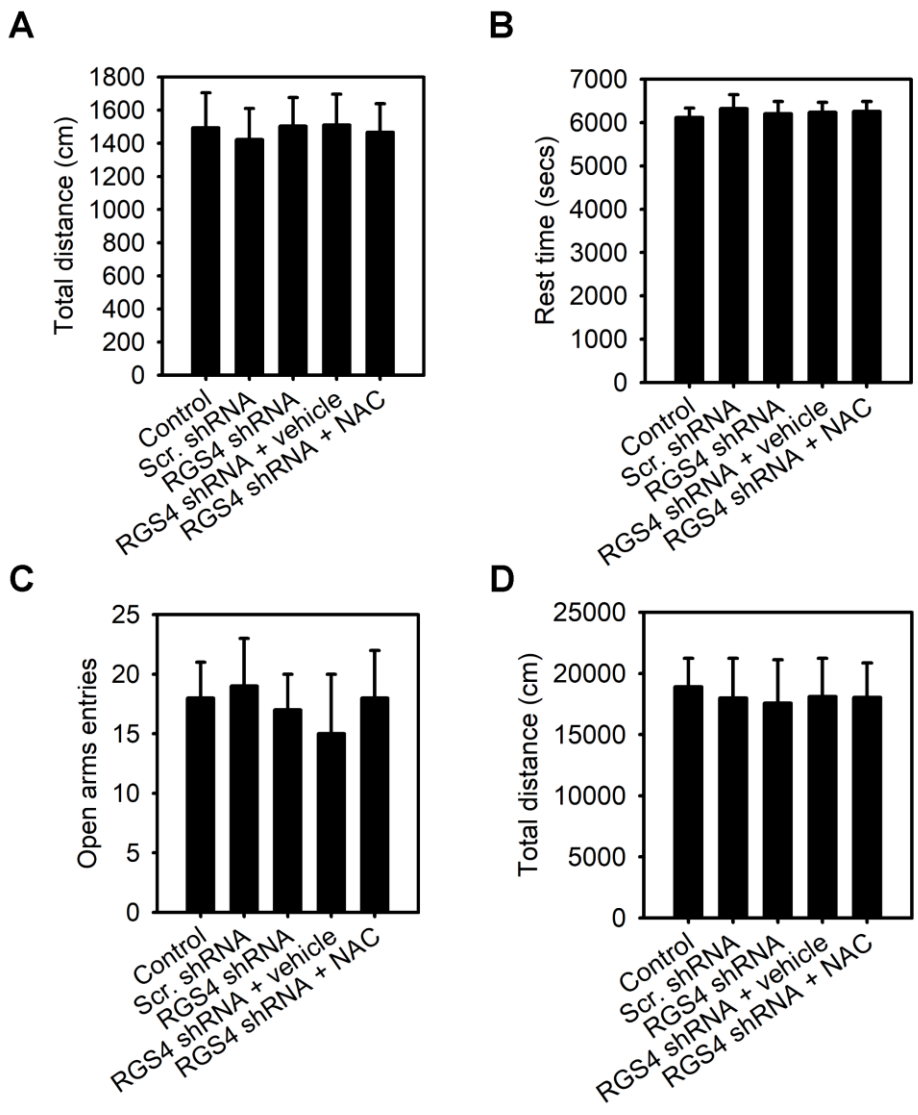 A
Total distance (cm)
1800
1600
1400
1200
1000
800
600
400
200
0
Control
Scr. shRNA
RGS4 shRNA
RGS4 shRNA + vehicle
RGS4 shRNA + NAC
B
Rest time (secs)
7000
6000
5000
4000
3000
2000
1000
0
Control
Scr. shRNA
RGS4 shRNA
RGS4 shRNA + vehicle
RGS4 shRNA + NAC
C
Open arms entries
25
20
15
10
5
0
Control
Scr. shRNA
RGS4 shRNA
RGS4 shRNA + vehicle
RGS4 shRNA + NAC
D
Total distance (cm)
25000
20000
15000
10000
5000
0
Control
Scr. shRNA
RGS4 shRNA
RGS4 shRNA + vehicle
RGS4 shRNA + NAC